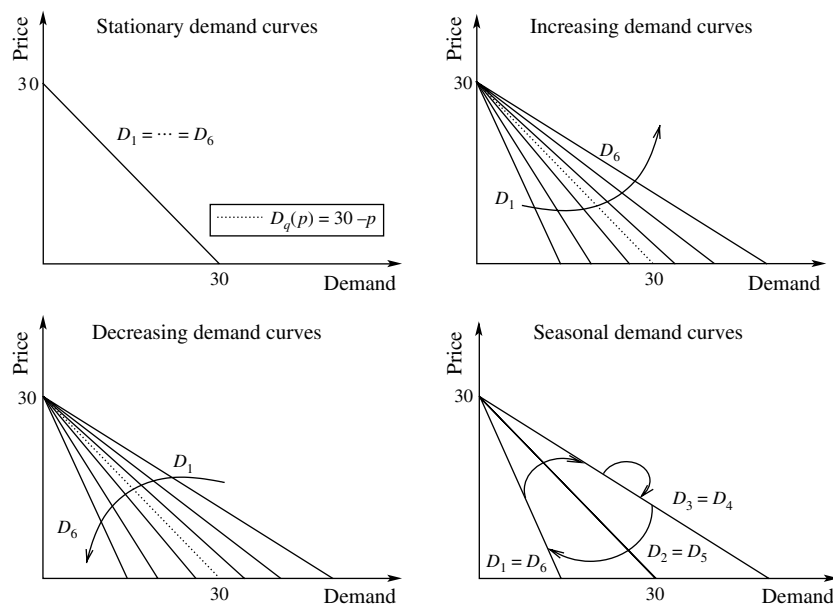 Stationary demand curves
Price
30
D₁ = ⋯ = D₆
D_q(p) = 30 – p
30
Demand
Increasing demand curves
Price
30
D₆
D₁
30
Demand
Decreasing demand curves
Price
30
D₁
D₆
30
Demand
Seasonal demand curves
Price
30
D₃ = D₄
D₁ = D₆
D₂ = D₅
30
Demand